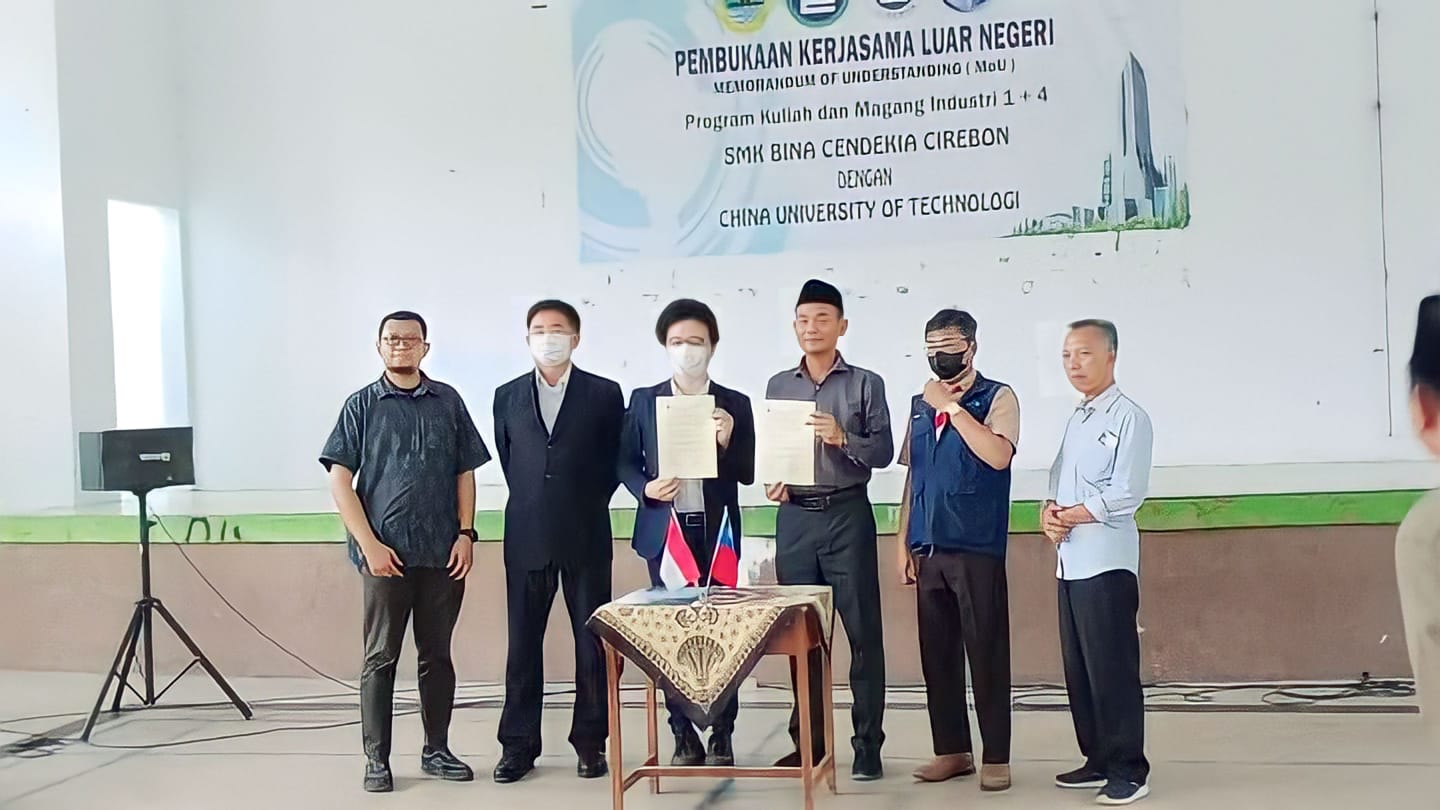 PEMBUKAAN KERJASAMA LUAR NEGERI
MEMORANDUM OF UNDERSTANDING ( MoU )
Program Kuliah dan Magang Industri 1 + 4
SMK BINA CENDEKIA CIREBON
DENGAN
CHINA UNIVERSITY OF TECHNOLOGI